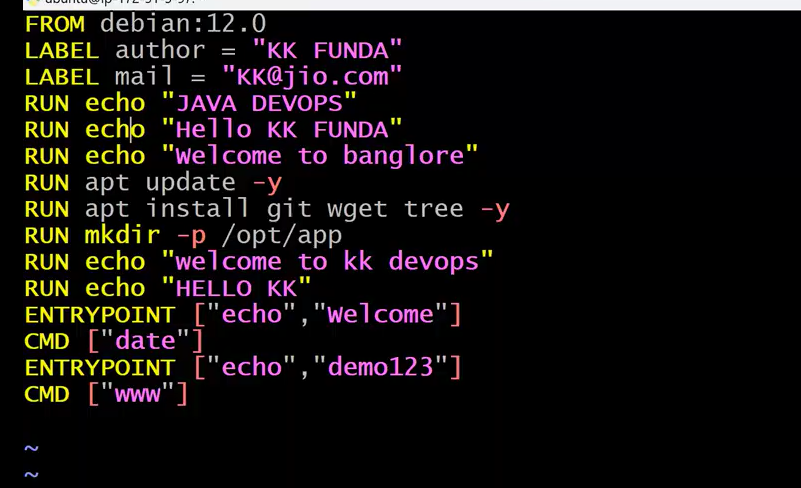 FROM debian:12.0
LABEL author = "KK FUNDA"
LABEL mail = "KK@jio.com"
RUN echo "JAVA DEVOPS"
RUN echo "Hello KK FUNDA"
RUN echo "Welcome to banglore"
RUN apt update -y
RUN apt install git wget tree -y
RUN mkdir -p /opt/app
RUN echo "welcome to kk devops"
RUN echo "HELLO KK"
ENTRYPOINT ["echo","Welcome"]
CMD ["date"]
ENTRYPOINT ["echo","demo123"]
CMD ["www"]
~
~